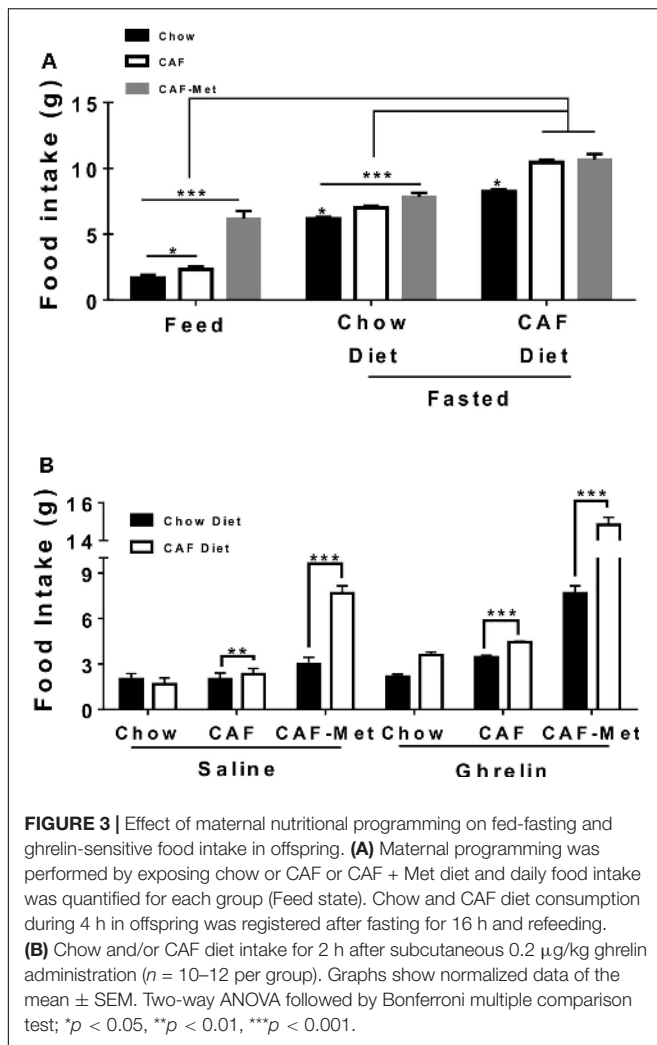 A
Chow
CAF
CAF-Met
Food intake (g)
15
10
5
0
***
*
*
***
*
Feed
Chow Diet
CAF Diet
Fasted
B
Food Intake (g)
16
14
9
6
3
0
Chow Diet
CAF Diet
**
***
***
***
Chow CAF CAF-Met Chow CAF CAF-Met
Saline Ghrelin
FIGURE 3 | Effect of maternal nutritional programming on fed-fasting and
ghrelin-sensitive food intake in offspring. (A) Maternal programming was
performed by exposing chow or CAF or CAF + Met diet and daily food intake
was quantified for each group (Feed state). Chow and CAF diet consumption
during 4 h in offspring was registered after fasting for 16 h and refeeding.
(B) Chow and/or CAF diet intake for 2 h after subcutaneous 0.2 μg/kg ghrelin
administration (n = 10–12 per group). Graphs show normalized data of the
mean ± SEM. Two-way ANOVA followed by Bonferroni multiple comparison
test; *p < 0.05, **p < 0.01, ***p < 0.001.